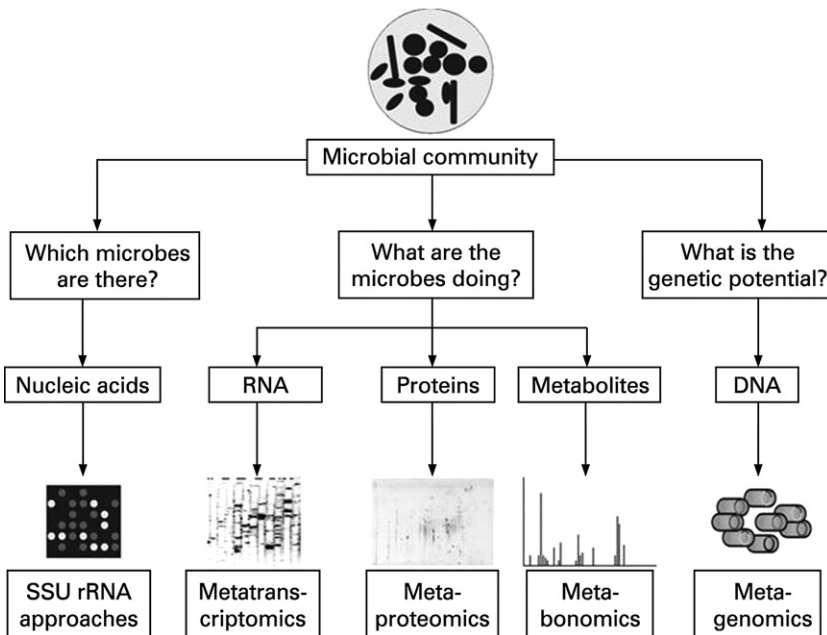 Microbial community
Which microbes
are there?
What are the
microbes doing?
What is the
genetic potential?
Nucleic acids
RNA
Proteins
Metabolites
DNA
SSU rRNA
approaches
Metatrans-
criptomics
Meta-
proteomics
Meta-
bonomics
Meta-
genomics